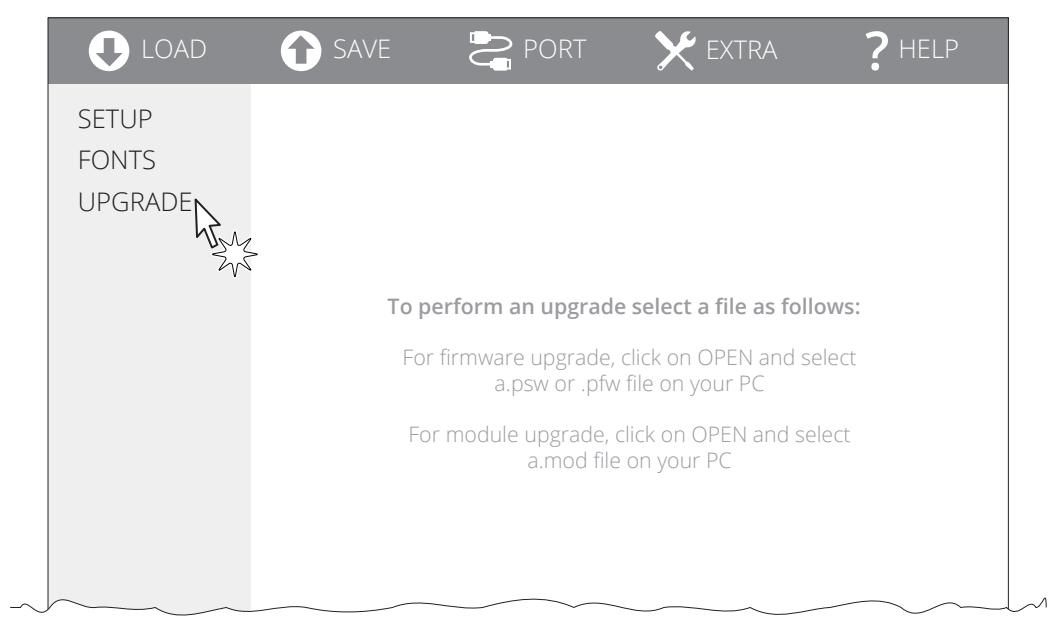 LOAD SAVE PORT EXTRA ? HELP
SETUP
FONTS
UPGRADE
To perform an upgrade select a file as follows:
For firmware upgrade, click on OPEN and select
a.psw or .pfw file on your PC
For module upgrade, click on OPEN and select
a.mod file on your PC